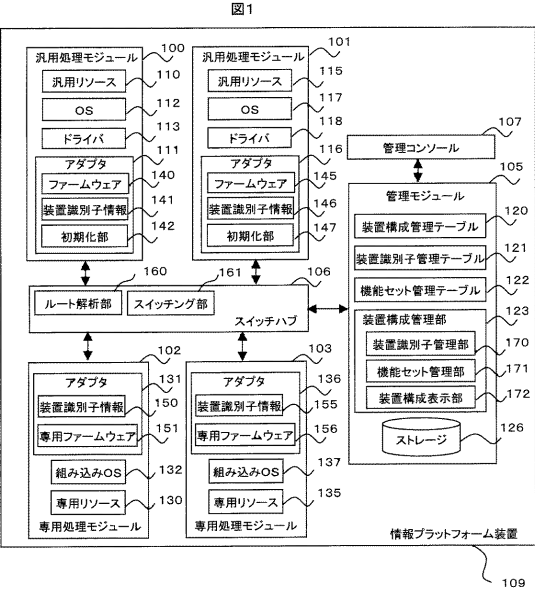 図1
汎用処理モジュール 100
汎用リソース 110
OS 112
ドライバ 113
アダプタ 111
ファームウェア 140
装置識別子情報 141
初期化部 142
汎用処理モジュール 101
汎用リソース 115
OS 117
ドライバ 118
アダプタ 116
ファームウェア 145
装置識別子情報 146
初期化部 147
107
管理コンソール
105
管理モジュール
装置構成管理テーブル 120
装置識別子管理テーブル 121
機能セット管理テーブル 122
装置構成管理部 123
装置識別子管理部 170
機能セット管理部 171
装置構成表示部 172
ストレージ 126
160 161 106
ルート解析部 スイッチング部
スイッチハブ
102
アダプタ 131
装置識別子情報 150
専用ファームウェア 151
組み込みOS 132
専用リソース 130
専用処理モジュール
103
アダプタ 136
装置識別子情報 155
専用ファームウェア 156
組み込みOS 137
専用リソース 135
専用処理モジュール
情報プラットフォーム装置
109